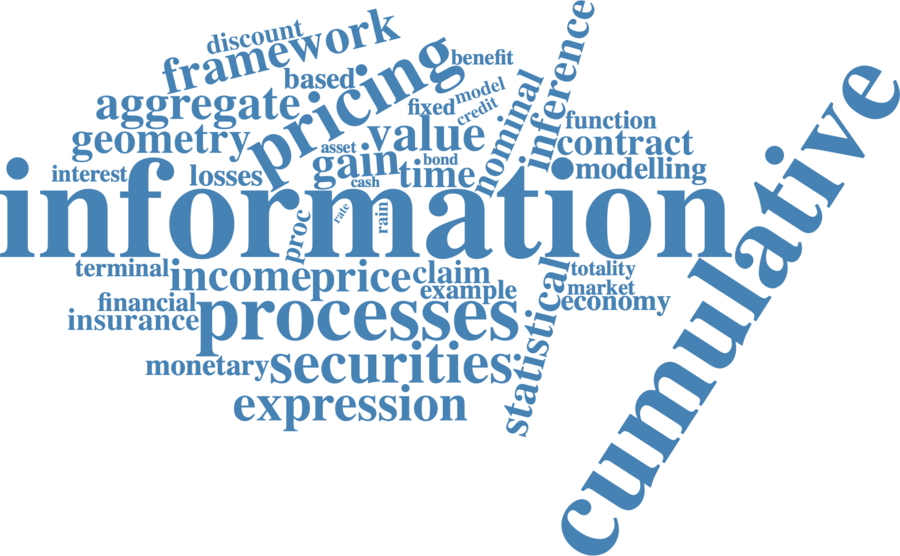 discount
framework
inference
benefit
based
pricing
model
nominal
cumulative
aggregate
fixed
credit
function
geometry
value
contract
asset
gain
bond
time
modelling
interest
losses
cash
information
proc
rate
rain
terminal
income
price
claim
totality
example
market
financial
economy
insurance
processes
statistical
monetary
securities
expression